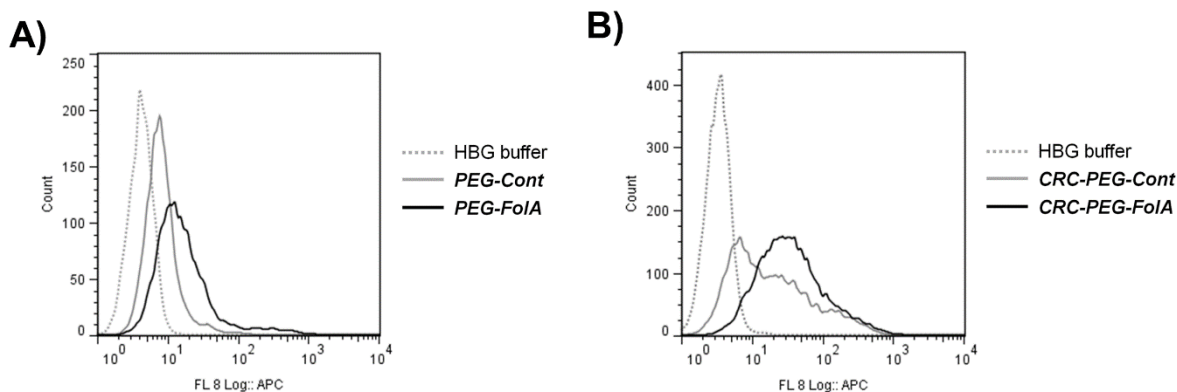 A)
250
200
150
100
50
0
Count
10^0 10^1 10^2 10^3 10^4
FL 8 Log:: APC
HBG buffer
PEG-Cont
PEG-FolA
B)
400
300
200
100
0
Count
10^0 10^1 10^2 10^3 10^4
FL 8 Log:: APC
HBG buffer
CRC-PEG-Cont
CRC-PEG-FolA